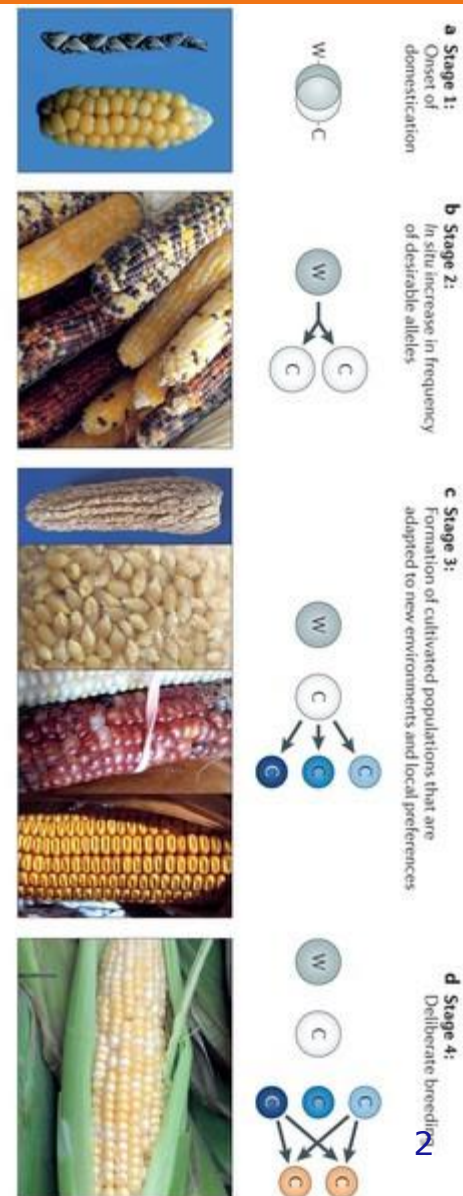 a Stage 1:
Onset of
domestication
W
C
b Stage 2:
In situ increase in frequency
of desirable alleles
W
C
C
c Stage 3:
Formation of cultivated populations that are
adapted to new environments and local preferences
W
C
C
C
C
d Stage 4:
Deliberate breeding
W
C
C
C
C
C
C
2